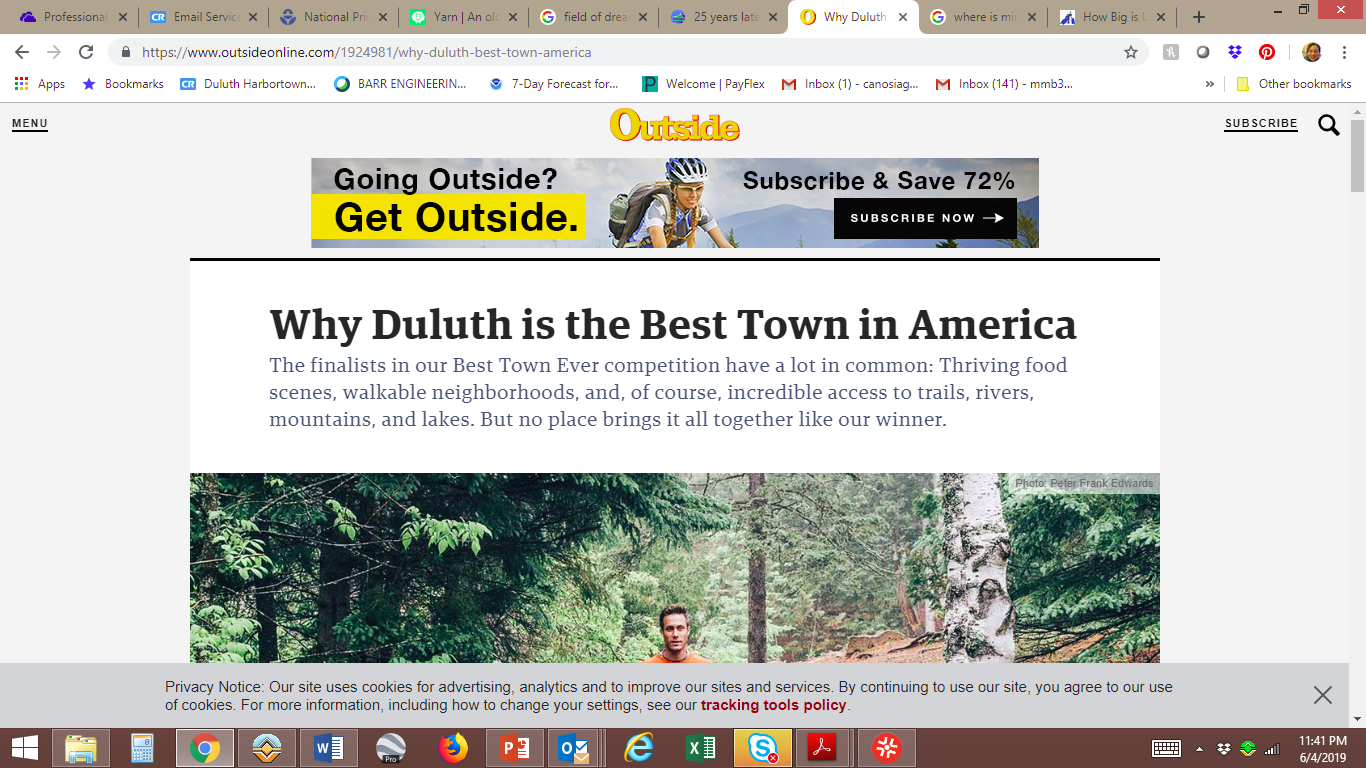 Professional
Email Servic
National Pri
Yarn | An ol
field of drea
25 years late
Why Duluth
where is mi
How Big is L
https://www.outsideonline.com/1924981/why-duluth-best-town-america
Apps
Bookmarks
CR
Duluth Harbortown...
BARR ENGINEERIN...
7-Day Forecast for...
Welcome | PayFlex
Inbox (1) - canosiag...
Inbox (141) - mmb3...
»
Other bookmarks
MENU
Outside
SUBSCRIBE
Going Outside?
Get Outside.
Subscribe & Save 72%
SUBSCRIBE NOW →
Why Duluth is the Best Town in America
The finalists in our Best Town Ever competition have a lot in common: Thriving food
scenes, walkable neighborhoods, and, of course, incredible access to trails, rivers,
mountains, and lakes. But no place brings it all together like our winner.
Photo: Peter Frank Edwards
Privacy Notice: Our site uses cookies for advertising, analytics and to improve our sites and services. By continuing to use our site, you agree to our use
of cookies. For more information, including how to change your settings, see our tracking tools policy.
Pro
11:41 PM
6/4/2019